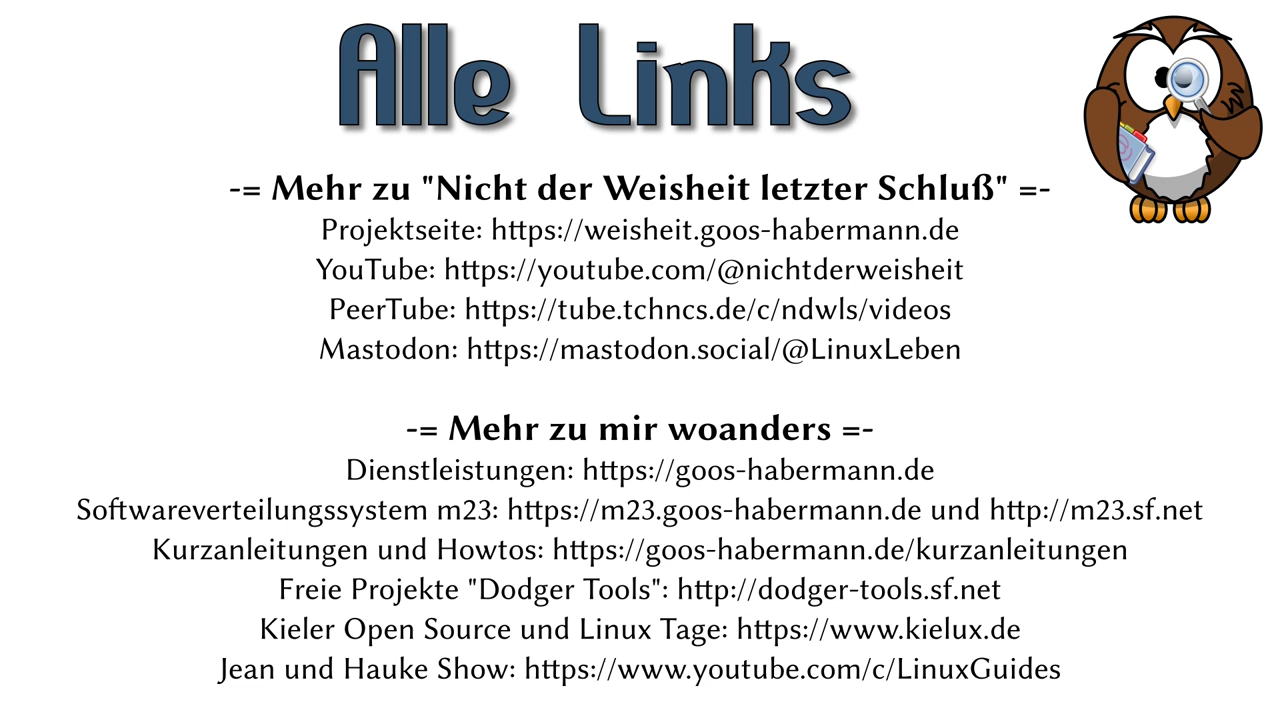 Alle Links
-= Mehr zu "Nicht der Weisheit letzter Schluß" =-
Projektseite: https://weisheit.goos-habermann.de
YouTube: https://youtube.com/@nichtderweisheit
PeerTube: https://tube.tchncs.de/c/ndwls/videos
Mastodon: https://mastodon.social/@LinuxLeben
-= Mehr zu mir woanders =-
Dienstleistungen: https://goos-habermann.de
Softwareverteilungssystem m23: https://m23.goos-habermann.de und http://m23.sf.net
Kurzanleitungen und Howtos: https://goos-habermann.de/kurzanleitungen
Freie Projekte "Dodger Tools": http://dodger-tools.sf.net
Kieler Open Source und Linux Tage: https://www.kielux.de
Jean und Hauke Show: https://www.youtube.com/c/LinuxGuides